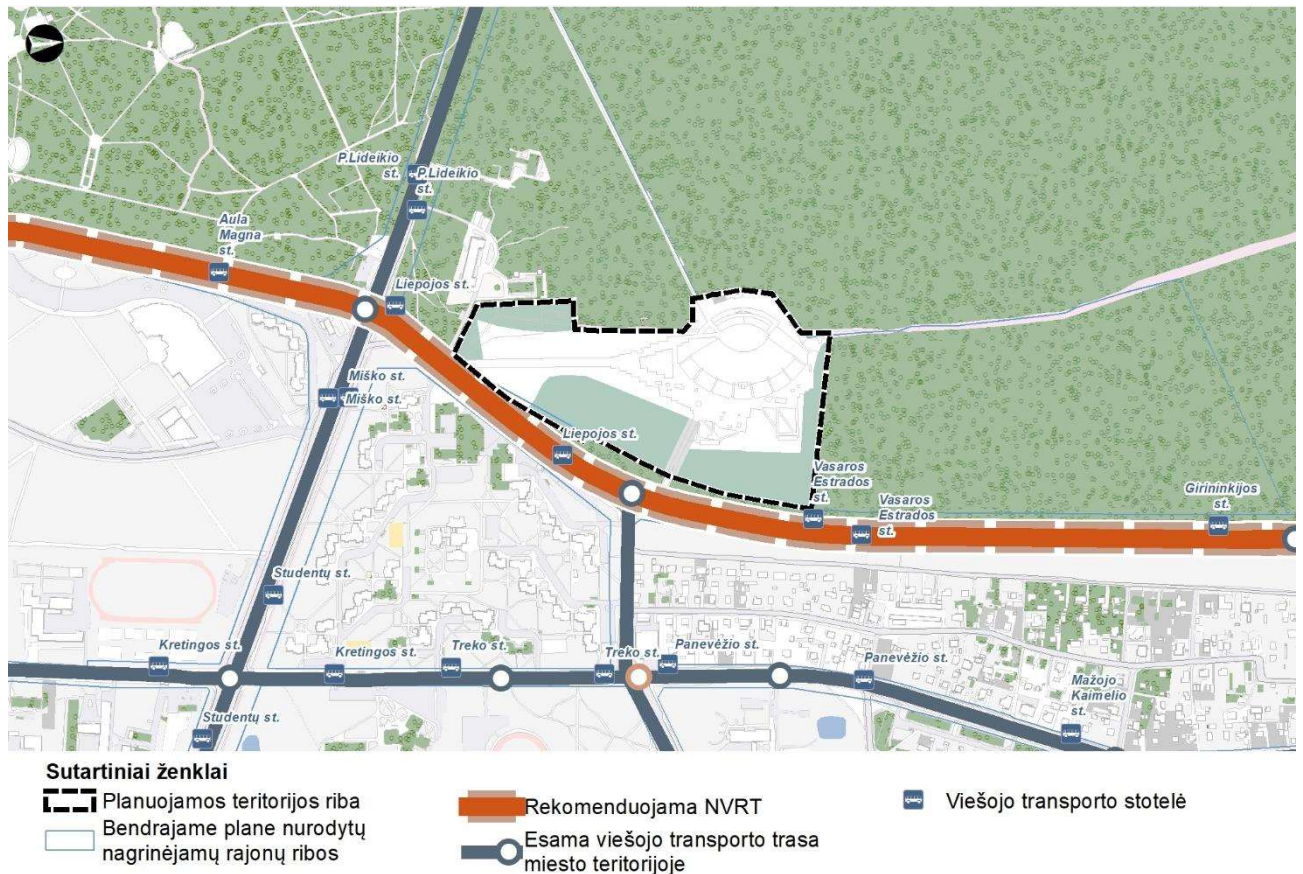 P.Lideikio
st.
P.Lideikio
st.
Aula
Magna
st.
Liepojos st.
Miško st.
Miško st.
Liepojos st.
Vasaros
Estrados
st.
Vasaros
Estrados
st.
Girininkijos
st.
Studentų st.
Kretingos st.
Kretingos st.
Treko st.
Treko st.
Panevėžio st.
Panevėžio st.
Mažojo
Kaimelio
st.
Studentų st.
Sutartiniai ženklai
Planuojamos teritorijos riba
Bendrajame plane nurodytų
nagrinėjamų rajonų ribos
Rekomenduojama NVRT
Esama viešojo transporto trasa
miesto teritorijoje
Viešojo transporto stotelė